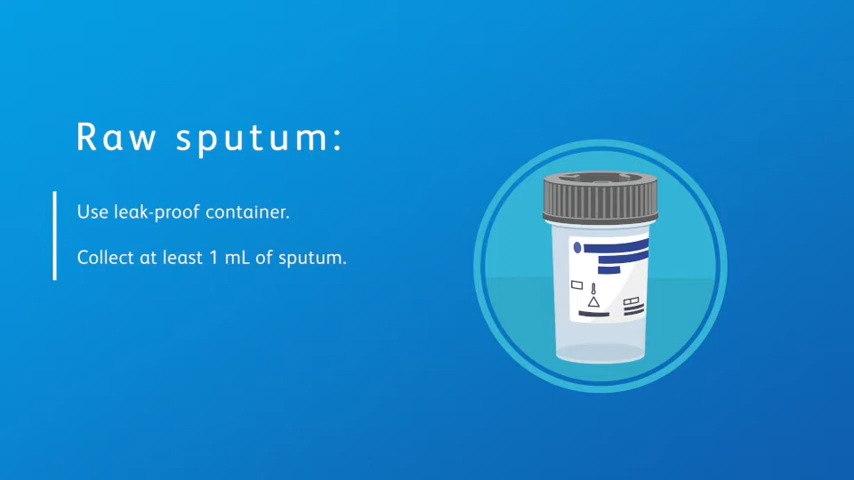 Raw sputum:
Use leak-proof container.
Collect at least 1 mL of sputum.